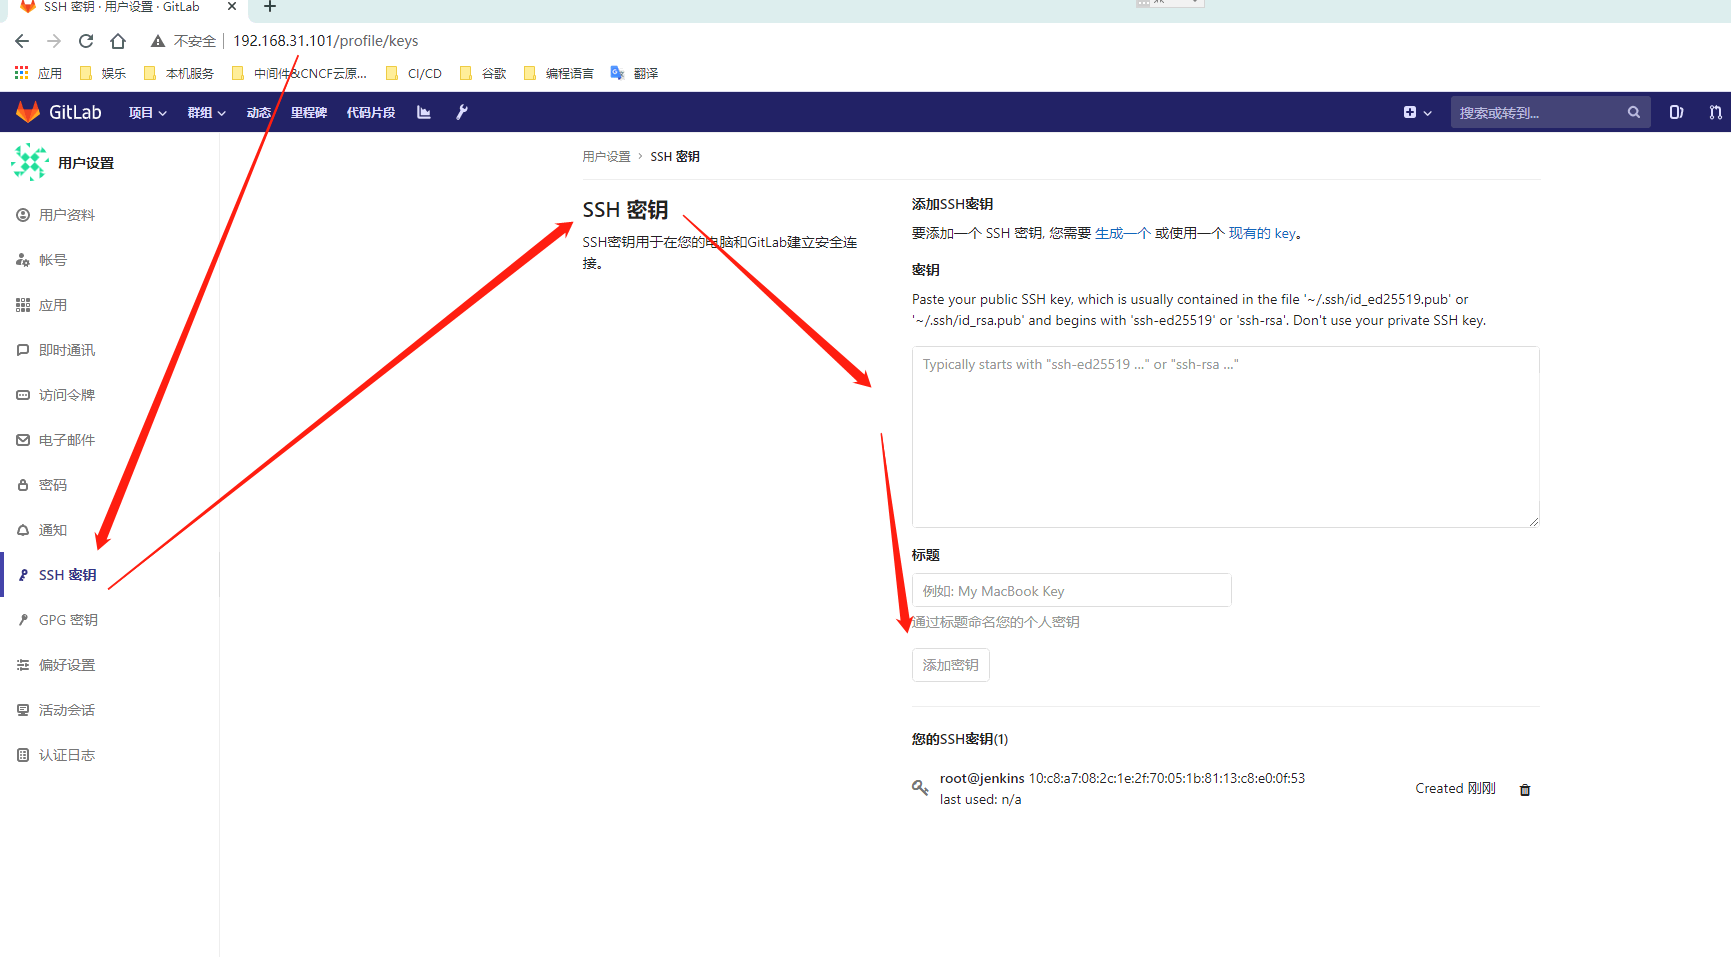 SSH 密钥 · 用户设置 · GitLab
不安全 192.168.31.101/profile/keys
应用 娱乐 本机服务 中间件&CNCF云原... CI/CD 谷歌 编程语言 翻译
GitLab 项目 群组 动态 里程碑 代码片段 搜索或转到...
用户设置
用户资料
帐号
应用
即时通讯
访问令牌
电子邮件
密码
通知
SSH 密钥
GPG 密钥
偏好设置
活动会话
认证日志
用户设置 › SSH 密钥
SSH 密钥
SSH密钥用于在您的电脑和GitLab建立安全连
接。
添加SSH密钥
要添加一个 SSH 密钥, 您需要 生成一个 或使用一个 现有的 key。
密钥
Paste your public SSH key, which is usually contained in the file '~/.ssh/id_ed25519.pub' or
'~/.ssh/id_rsa.pub' and begins with 'ssh-ed25519' or 'ssh-rsa'. Don't use your private SSH key.
Typically starts with "ssh-ed25519 ..." or "ssh-rsa ..."
标题
例如: My MacBook Key
通过标题命名您的个人密钥
添加密钥
您的SSH密钥(1)
root@jenkins 10:c8:a7:08:2c:1e:2f:70:05:1b:81:13:c8:e0:0f:53
last used: n/a
Created 刚刚